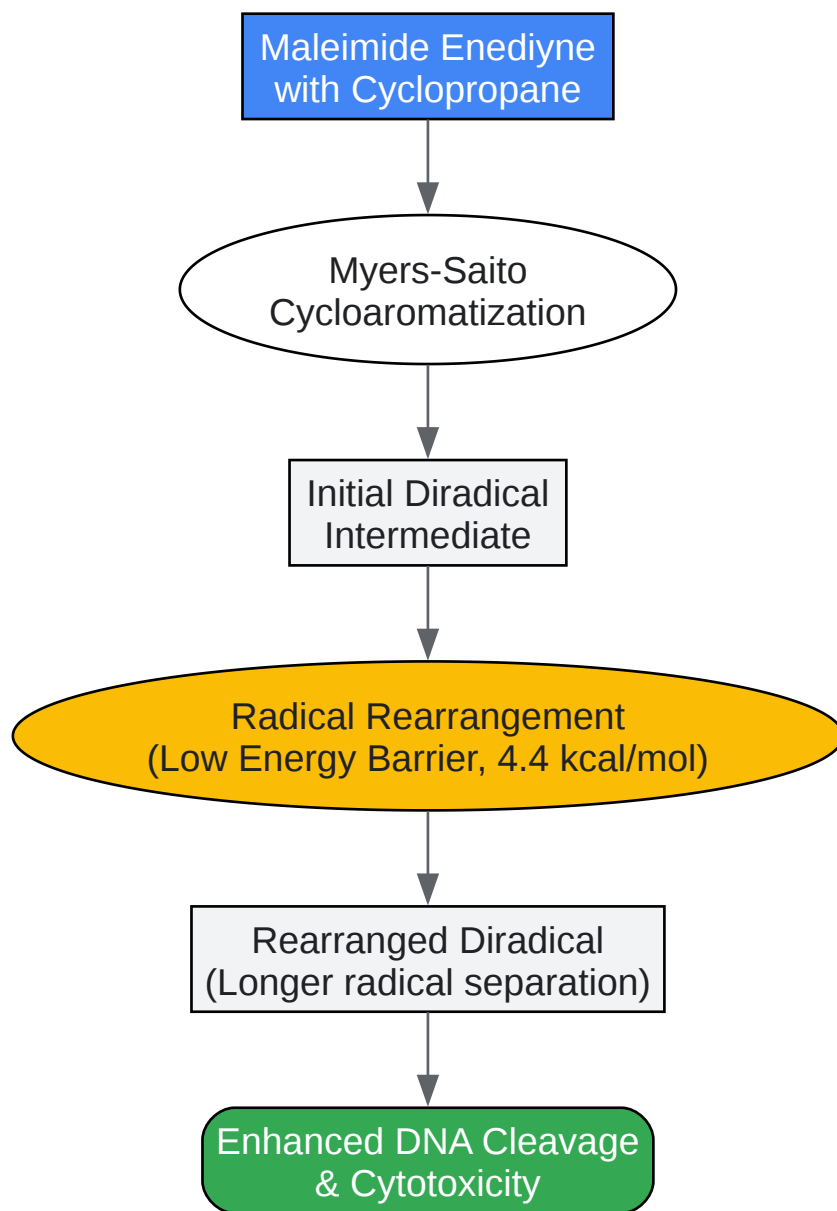 Maleimide Enediyne
with Cyclopropane
Myers-Saito
Cycloaromatization
Initial Diradical
Intermediate
Radical Rearrangement
(Low Energy Barrier, 4.4 kcal/mol)
Rearranged Diradical
(Longer radical separation)
Enhanced DNA Cleavage
& Cytotoxicity